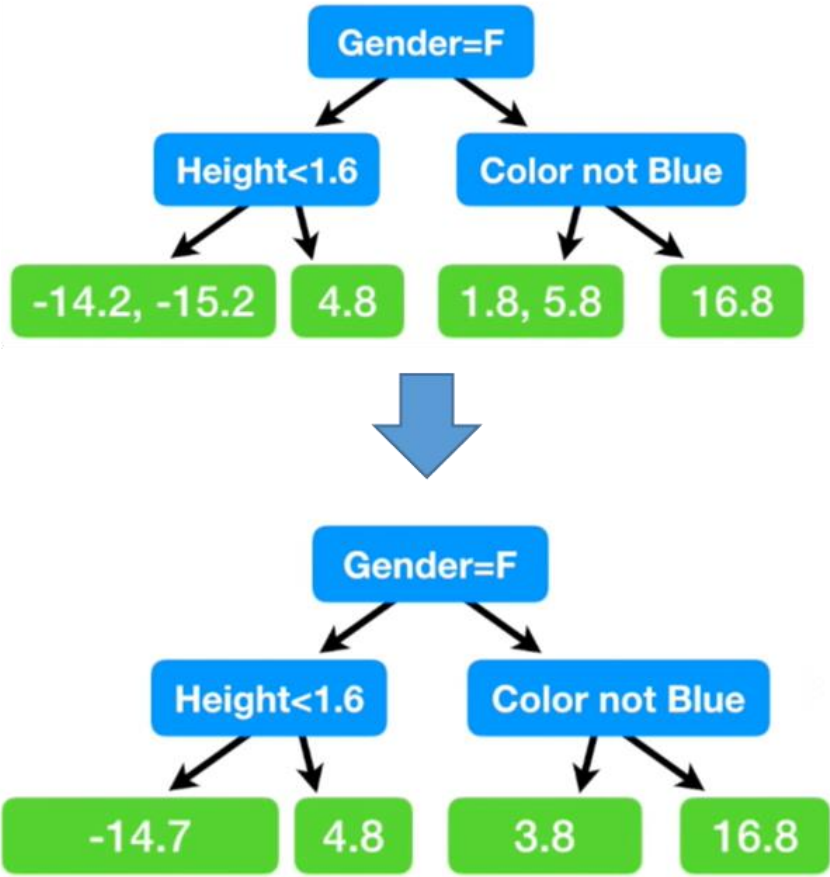 Gender=F
Height<1.6
Color not Blue
-14.2, -15.2
4.8
1.8, 5.8
16.8
Gender=F
Height<1.6
Color not Blue
-14.7
4.8
3.8
16.8